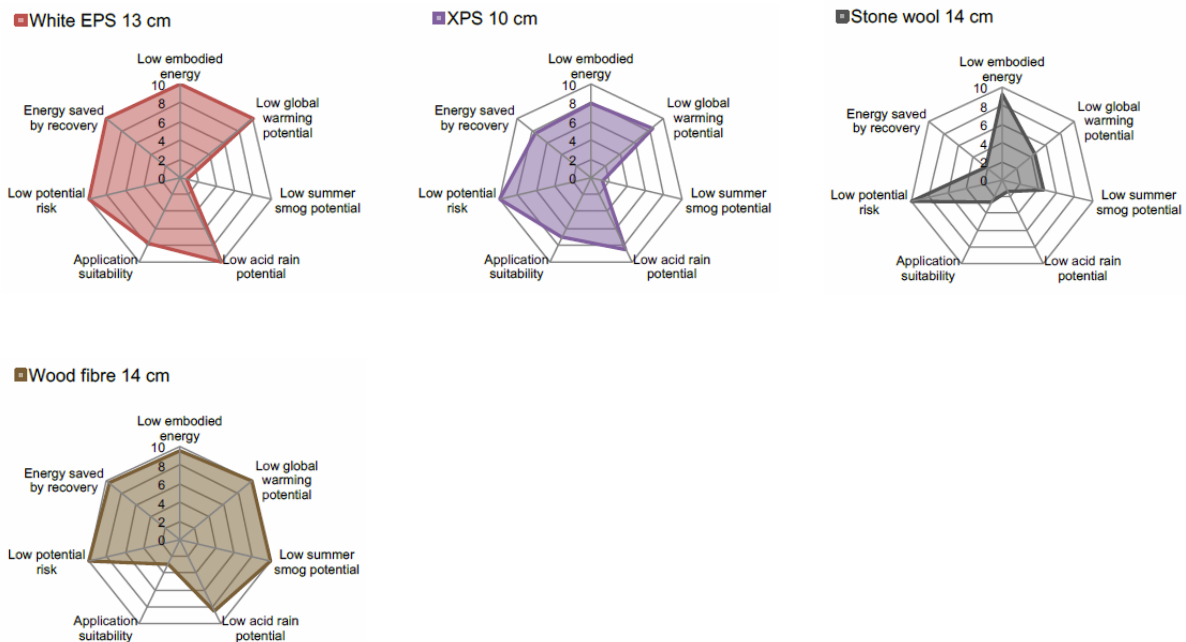 White EPS 13 cm
Low embodied
energy
10
8
6
4
2
0
Low global
warming
potential
Low summer
smog potential
Low acid rain
potential
Application
suitability
Low potential
risk
Energy saved
by recovery
XPS 10 cm
Low embodied
energy
10
8
6
4
2
0
Low global
warming
potential
Low summer
smog potential
Low acid rain
potential
Application
suitability
Low potential
risk
Energy saved
by recovery
Stone wool 14 cm
Low embodied
energy
10
8
6
4
2
0
Low global
warming
potential
Low summer
smog potential
Low acid rain
potential
Application
suitability
Low potential
risk
Energy saved
by recovery
Wood fibre 14 cm
Low embodied
energy
10
8
6
4
2
0
Low global
warming
potential
Low summer
smog potential
Low acid rain
potential
Application
suitability
Low potential
risk
Energy saved
by recovery